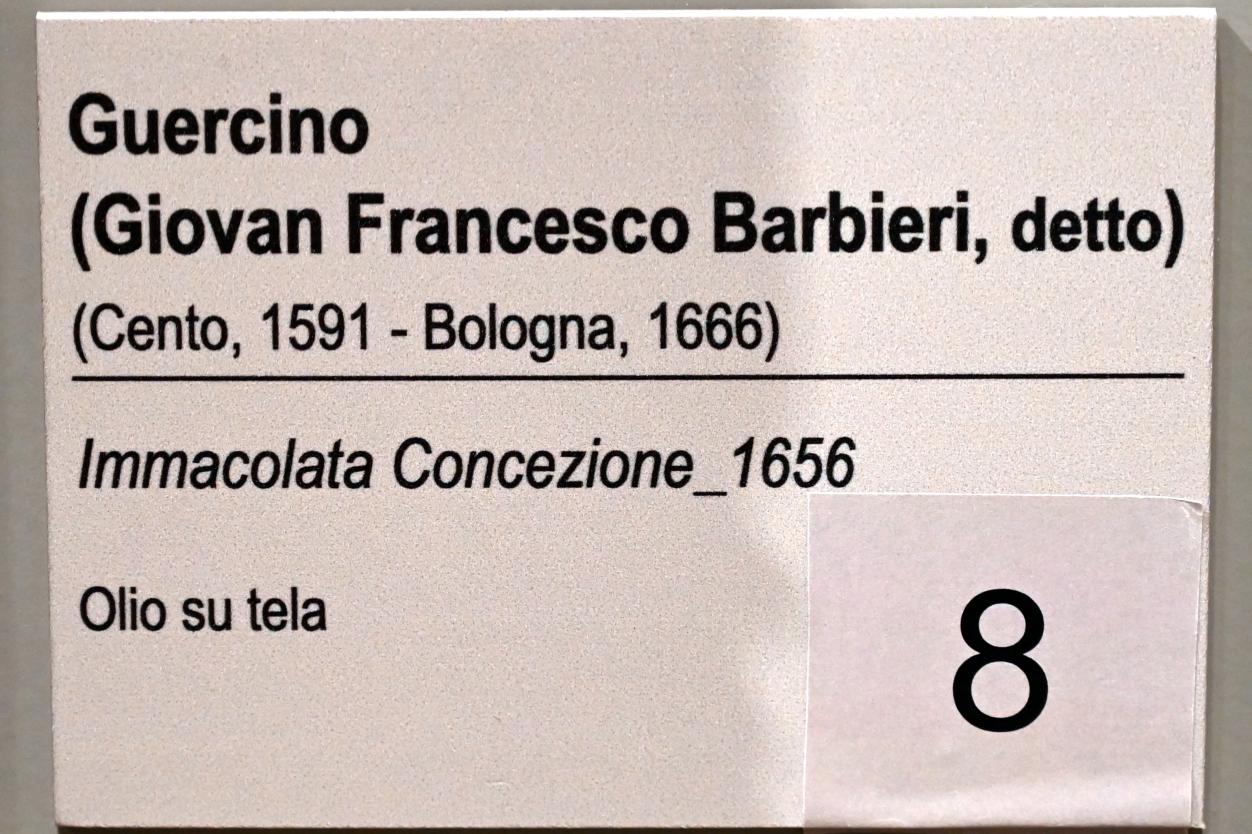 Guercino
(Giovan Francesco Barbieri, detto)
(Cento, 1591 - Bologna, 1666)
Immacolata Concezione_1656
Olio su tela
8